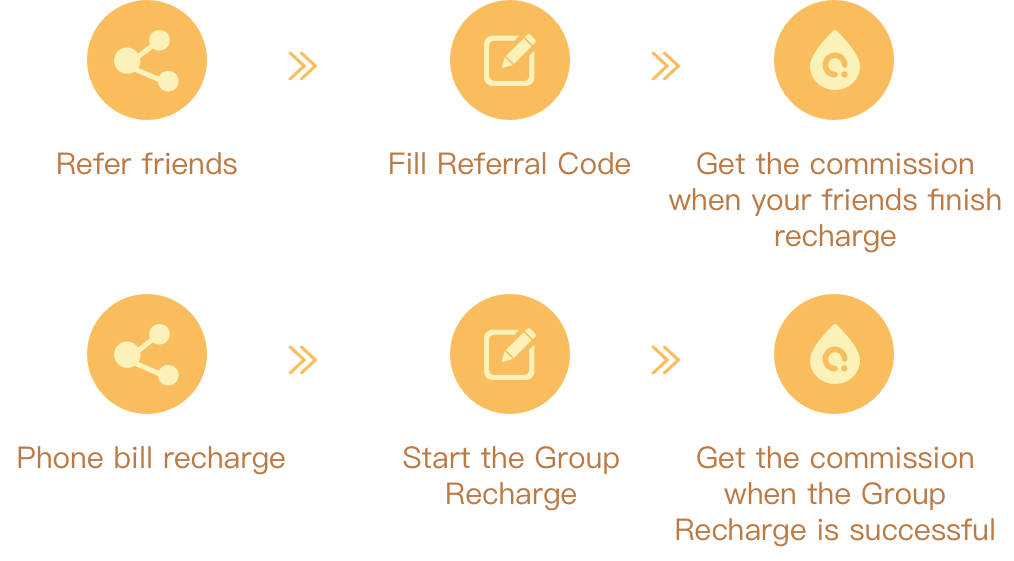 Refer friends
Fill Referral Code
Get the commission
when your friends finish
recharge
Phone bill recharge
Start the Group
Recharge
Get the commission
when the Group
Recharge is successful